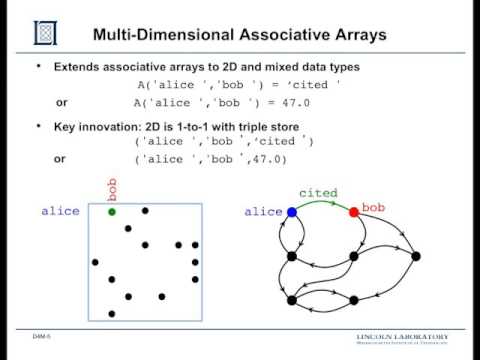 Multi-Dimensional Associative Arrays
• Extends associative arrays to 2D and mixed data types
A('alice ','bob ') = 'cited '
or A('alice ','bob ') = 47.0
• Key innovation: 2D is 1-to-1 with triple store
('alice ','bob ','cited ')
or ('alice ','bob ',47.0)
bob
alice
cited
alice
bob
D4M-5
LINCOLN LABORATORY